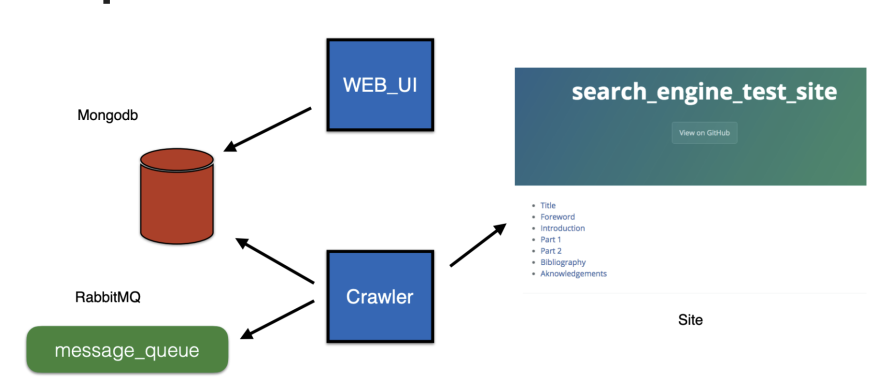 WEB_UI
Mongodb
search_engine_test_site
View on GitHub
Title
Foreword
Introduction
Part 1
Part 2
Bibliography
Aknowledgements
RabbitMQ
Crawler
Site
message_queue